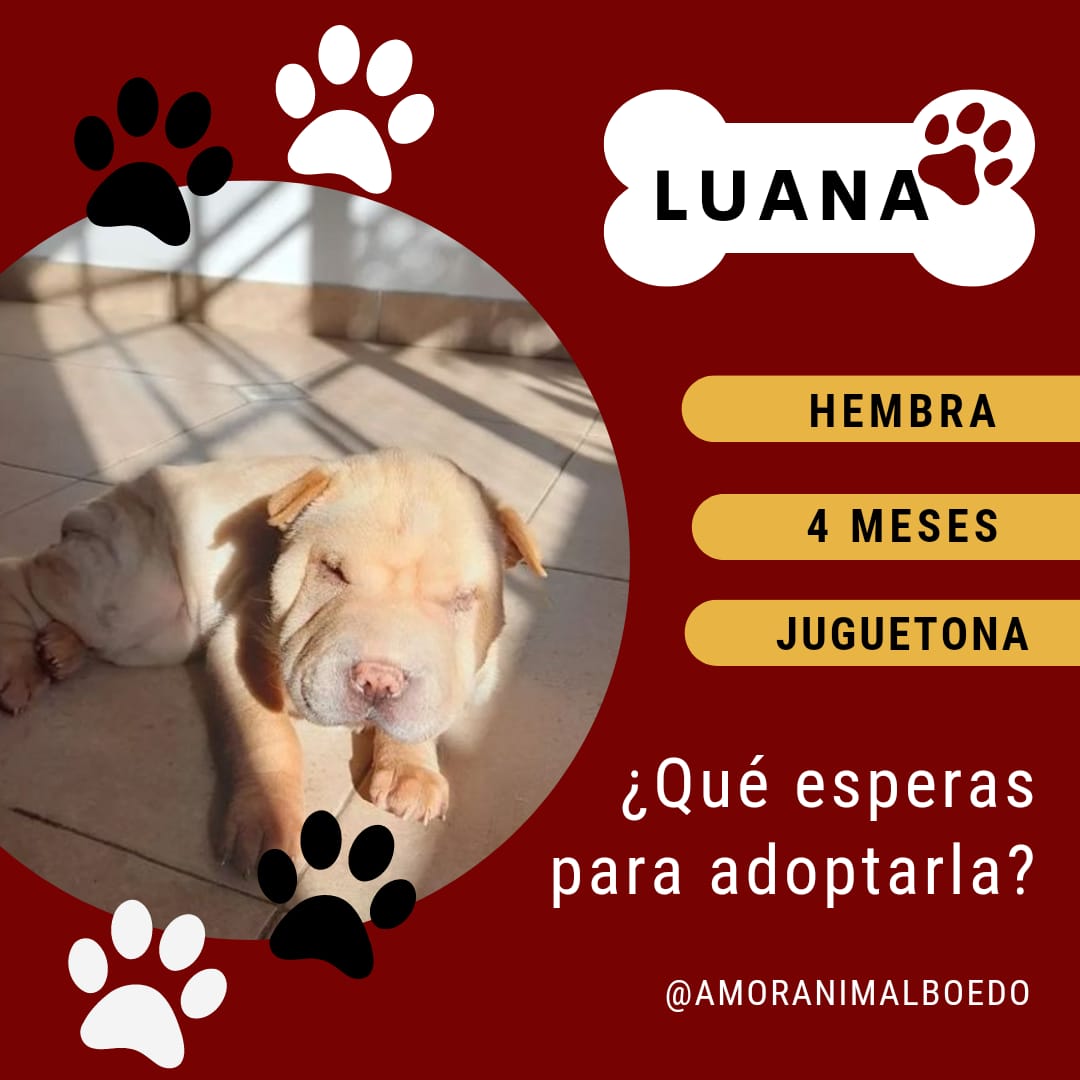 LUANA
HEMBRA
4 MESES
JUGUETONA
¿Qué esperas
para adoptarla?
@AMORANIMALBOEDO